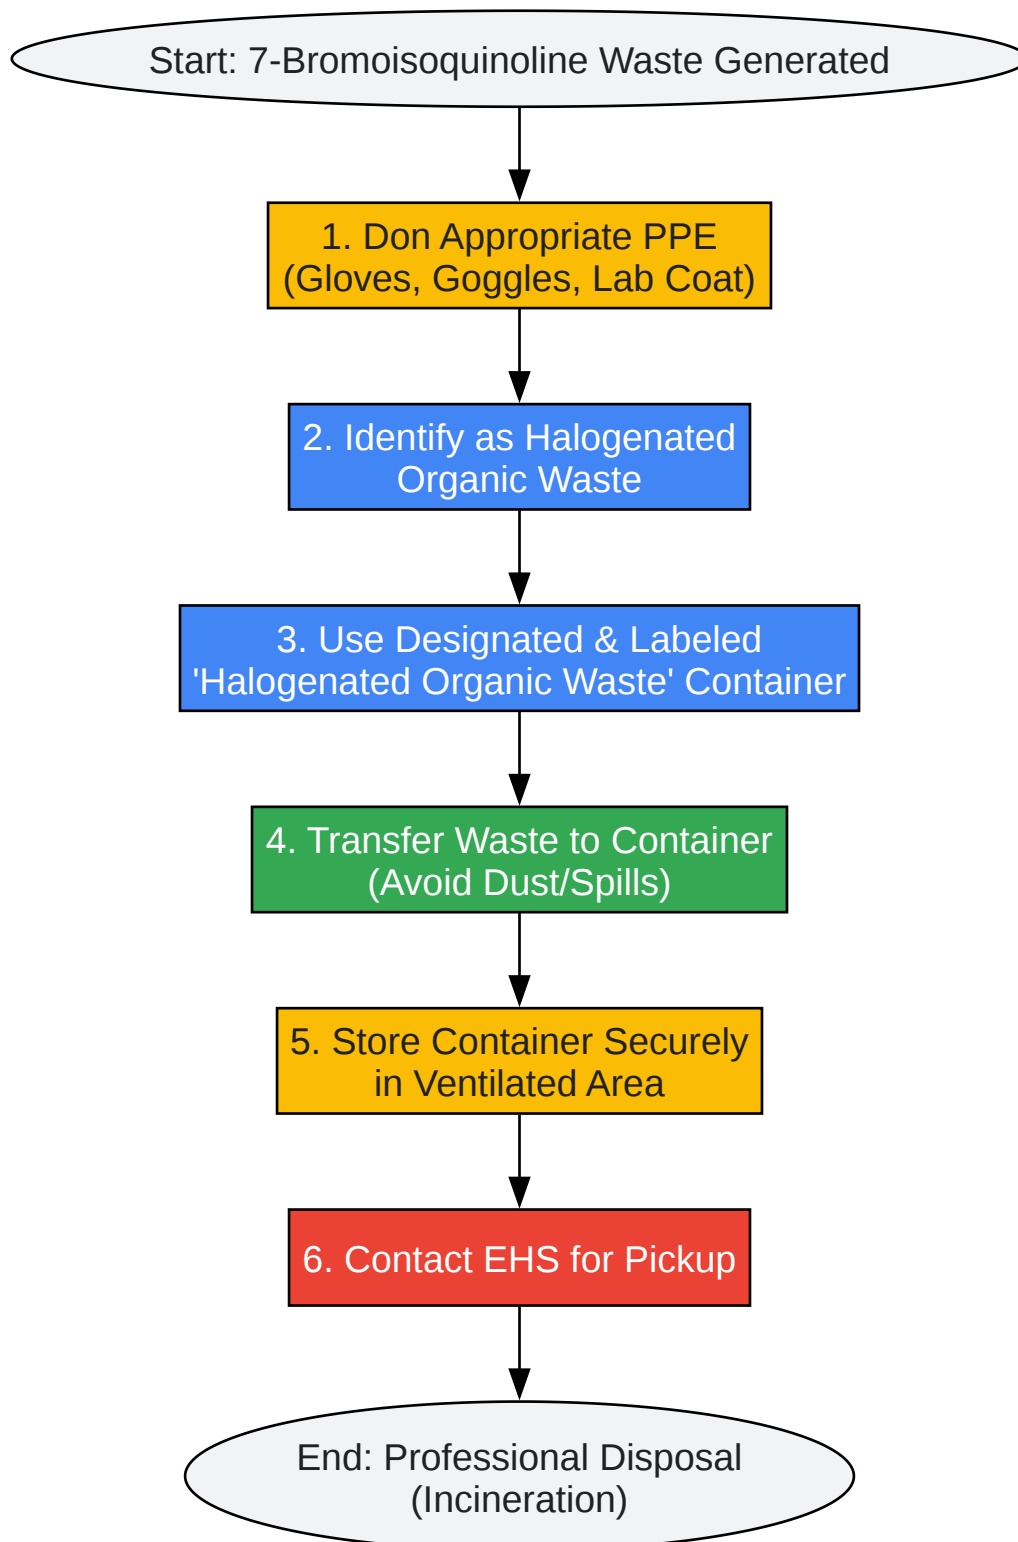 Start: 7-Bromoisoquinoline Waste Generated
1. Don Appropriate PPE
(Gloves, Goggles, Lab Coat)
2. Identify as Halogenated
Organic Waste
3. Use Designated & Labeled
'Halogenated Organic Waste' Container
4. Transfer Waste to Container
(Avoid Dust/Spills)
5. Store Container Securely
in Ventilated Area
6. Contact EHS for Pickup
End: Professional Disposal
(Incineration)